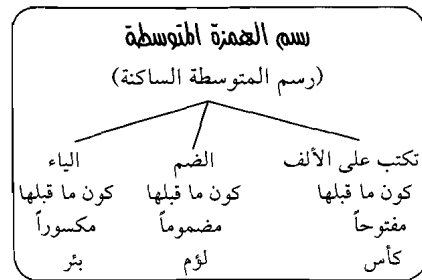 رسم الهمزة المتوسطة
(رسم المتوسطة الساكنة)
تكتب على الألف الضم الياء
كون ما قبلها كون ما قبلها كون ما قبلها
مفتوحاً مضموماً مكسوراً
كأس لؤم بئر